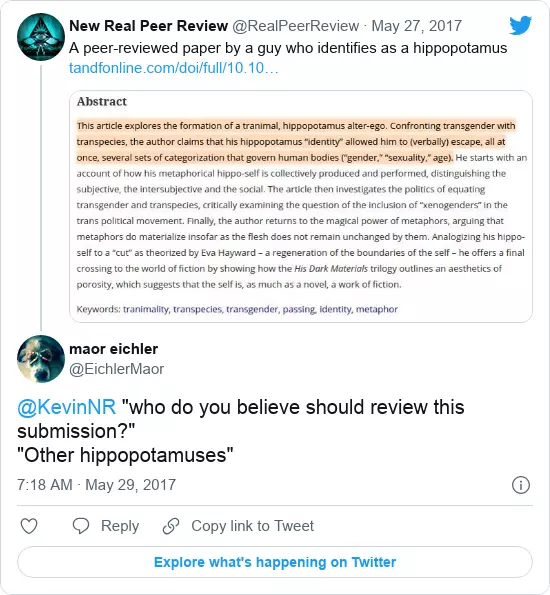 New Real Peer Review @RealPeerReview · May 27, 2017
A peer-reviewed paper by a guy who identifies as a hippopotamus
tandfonline.com/doi/full/10.10…
Abstract
This article explores the formation of a tranimal, hippopotamus alter-ego. Confronting transgender with
transpecies, the author claims that his hippopotamus "identity" allowed him to (verbally) escape, all at
once, several sets of categorization that govern human bodies ("gender," "sexuality," age). He starts with an
account of how his metaphorical hippo-self is collectively produced and performed, distinguishing the
subjective, the intersubjective and the social. The article then investigates the politics of equating
transgender and transpecies, critically examining the question of the inclusion of "xenogenders" in the
trans political movement. Finally, the author returns to the magical power of metaphors, arguing that
metaphors do materialize insofar as the flesh does not remain unchanged by them. Analogizing his hippo-
self to a "cut" as theorized by Eva Hayward – a regeneration of the boundaries of the self – he offers a final
crossing to the world of fiction by showing how the His Dark Materials trilogy outlines an aesthetics of
porosity, which suggests that the self is, as much as a novel, a work of fiction.
Keywords: tranimality, transpecies, transgender, passing, identity, metaphor
maor eichler
@EichlerMaor
@KevinNR "who do you believe should review this
submission?"
"Other hippopotamuses"
7:18 AM · May 29, 2017
Reply
Copy link to Tweet
Explore what's happening on Twitter